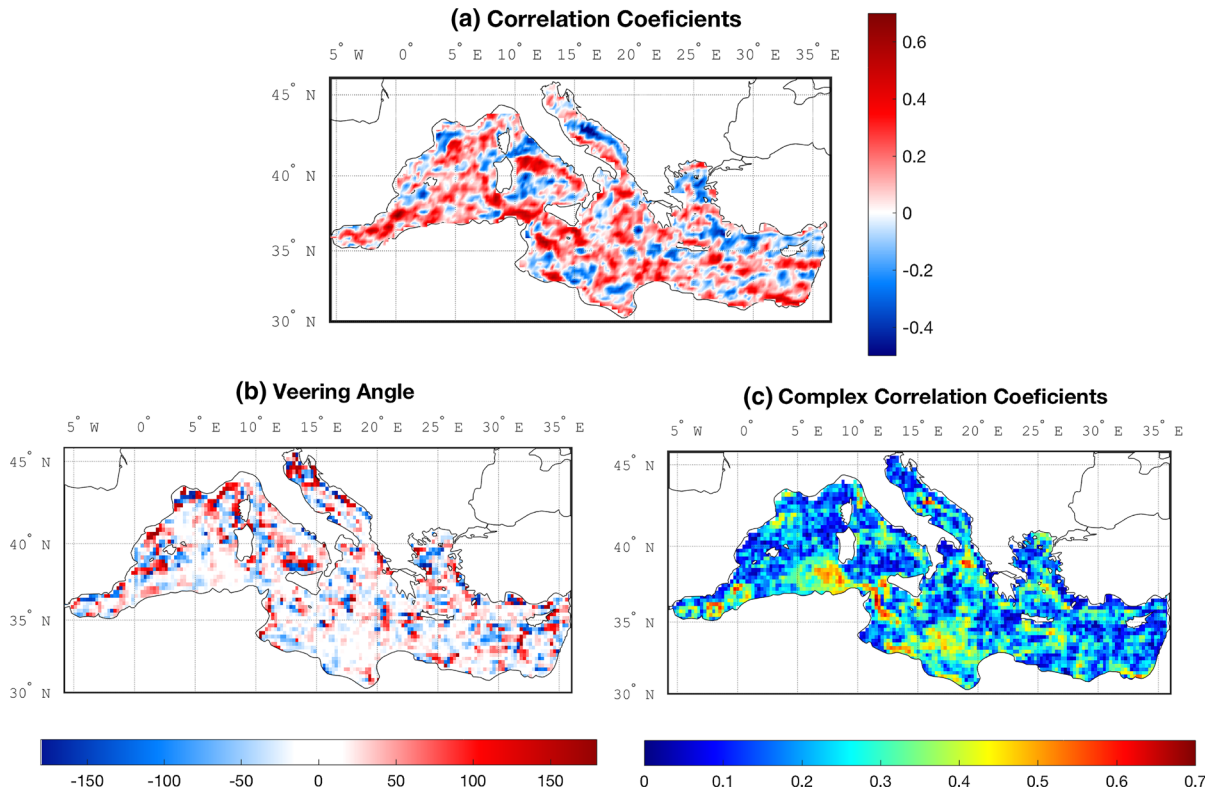 (a) Correlation Coeficients
5° W 0° 5° E 10° E 15° E 20° E 25° E 30° E 35° E
45° N
40° N
35° N
30° N
0.6
0.4
0.2
0
-0.2
-0.4
(b) Veering Angle
5° W 0° 5° E 10° E 15° E 20° E 25° E 30° E 35° E
45° N
40° N
35° N
30° N
-150 -100 -50 0 50 100 150
(c) Complex Correlation Coeficients
5° W 0° 5° E 10° E 15° E 20° E 25° E 30° E 35° E
45° N
40° N
35° N
30° N
0 0.1 0.2 0.3 0.4 0.5 0.6 0.7